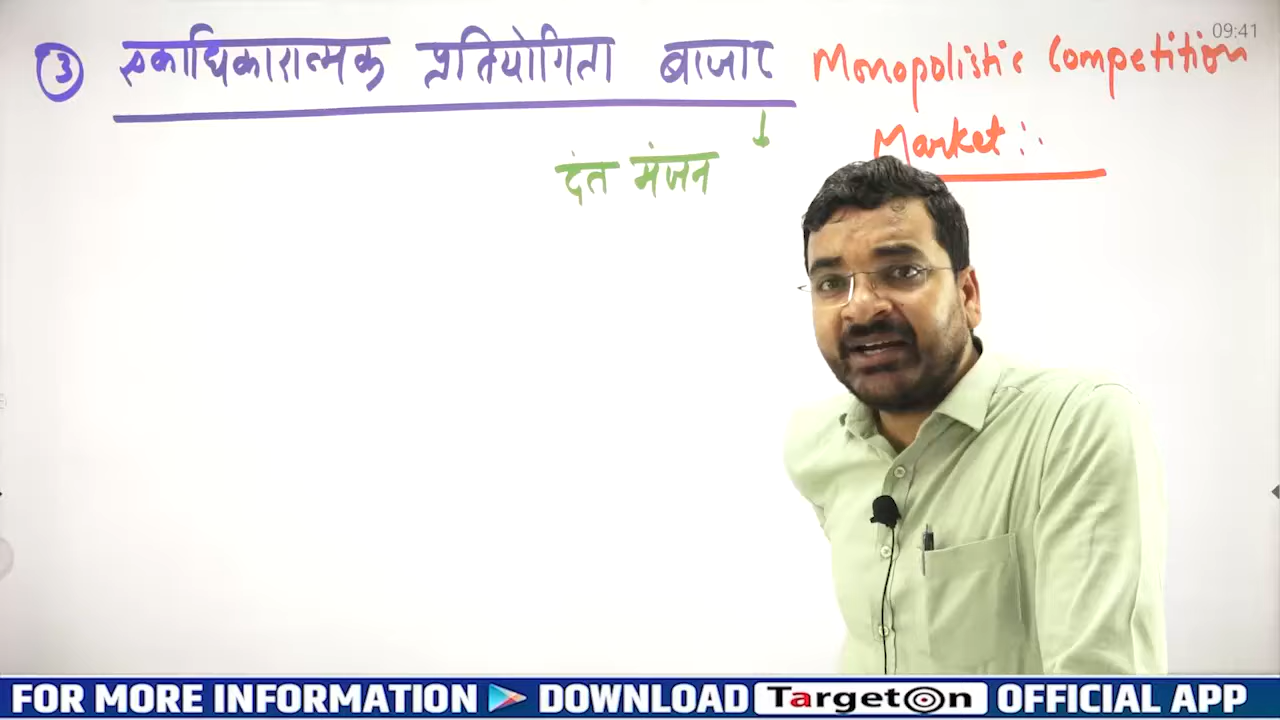 ③ एकाधिकारात्मक प्रतियोगिता बाजार Monopolistic Competition
Market :-
दंत मंजन
09:41
FOR MORE INFORMATION DOWNLOAD TargetOn OFFICIAL APP